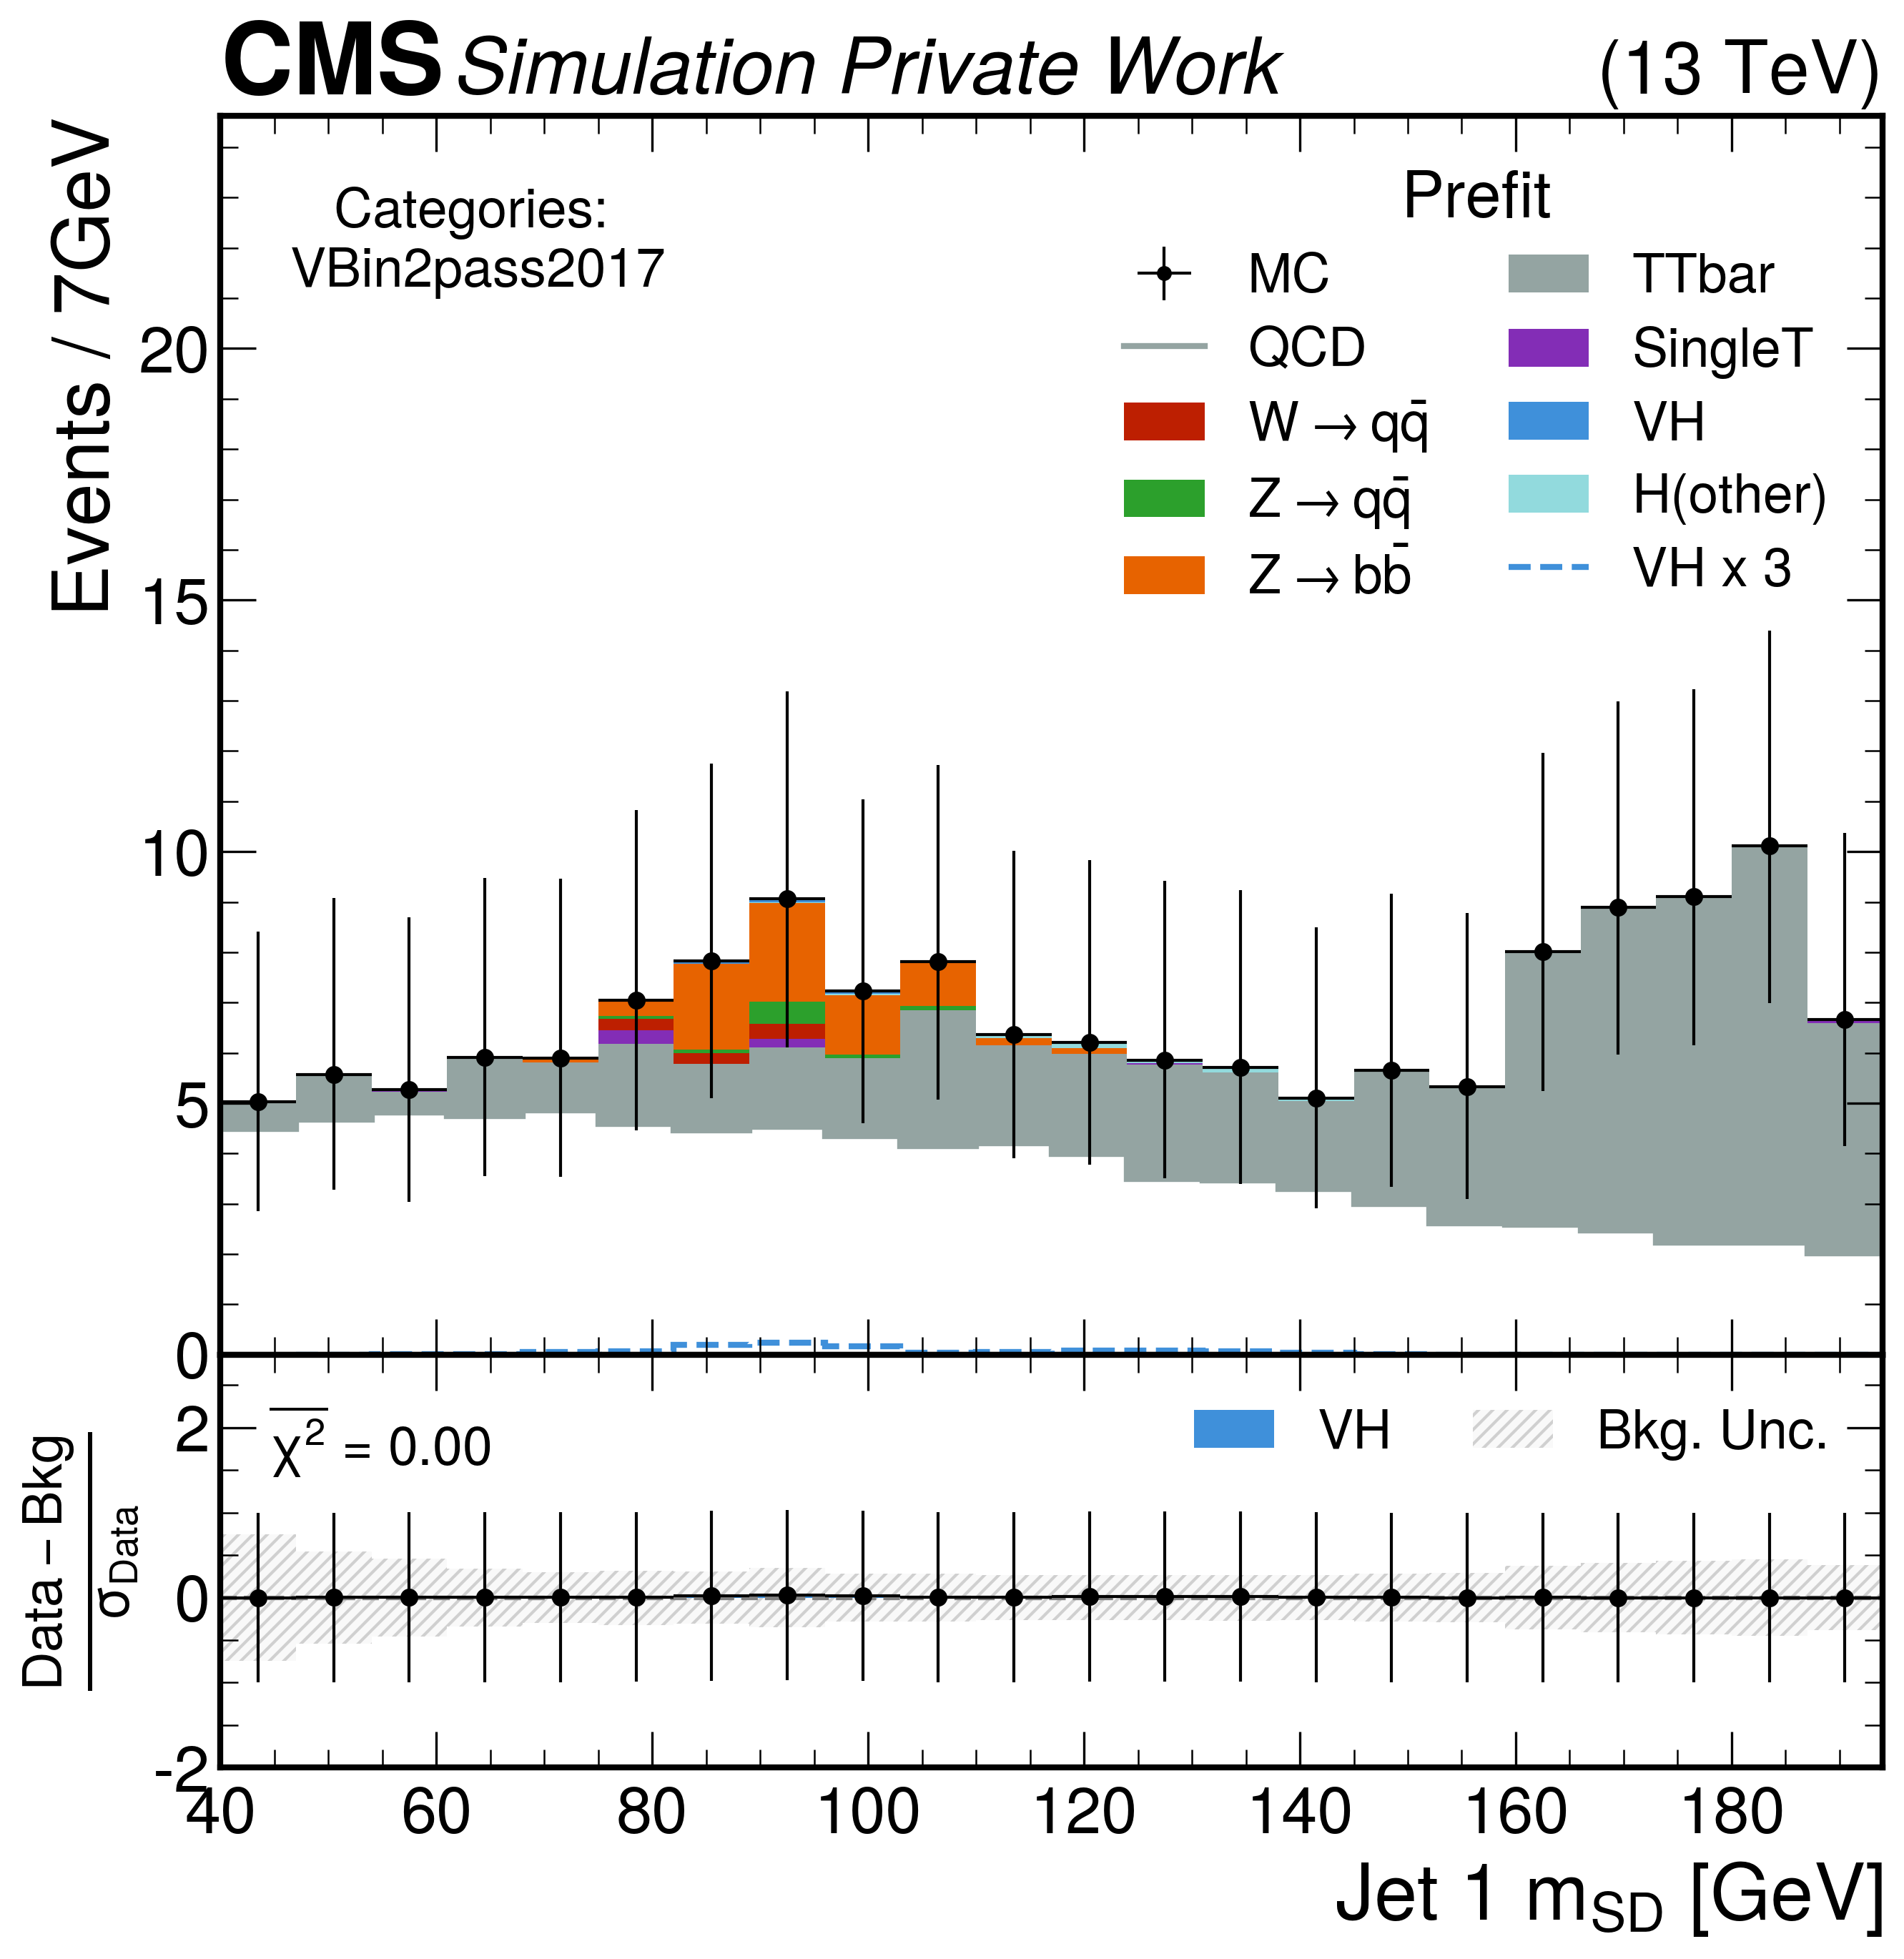 CMS Simulation Private Work (13 TeV)
Events / 7GeV
Categories:
VBin2pass2017
Prefit
MC
QCD
W → qq̄
Z → qq̄
Z → bb̄
TTbar
SingleT
VH
H(other)
VH x 3
20
15
10
5
0
Data – Bkg
σData
χ² = 0.00
VH
Bkg. Unc.
2
0
-2
40 60 80 100 120 140 160 180
Jet 1 mSD [GeV]